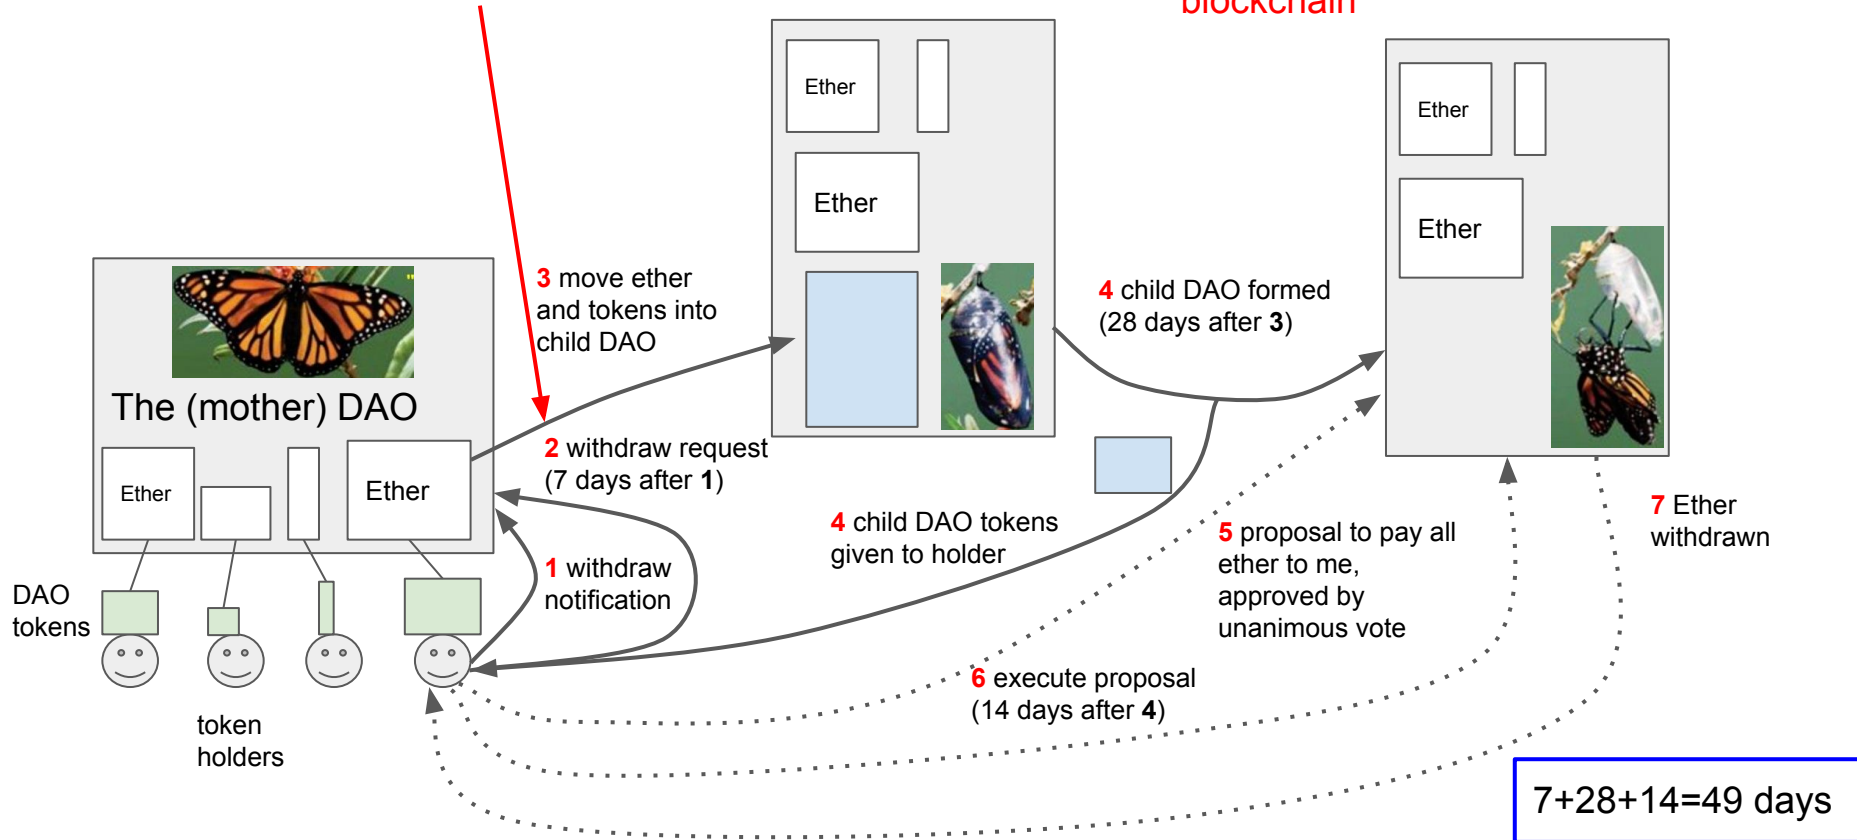 blockchain
Ether
Ether
Ether
Ether
3 move ether
and tokens into
child DAO
4 child DAO formed
(28 days after 3)
The (mother) DAO
2 withdraw request
(7 days after 1)
Ether
Ether
4 child DAO tokens
given to holder
5 proposal to pay all
ether to me,
approved by
unanimous vote
7 Ether
withdrawn
1 withdraw
notification
DAO
tokens
6 execute proposal
(14 days after 4)
token
holders
7+28+14=49 days